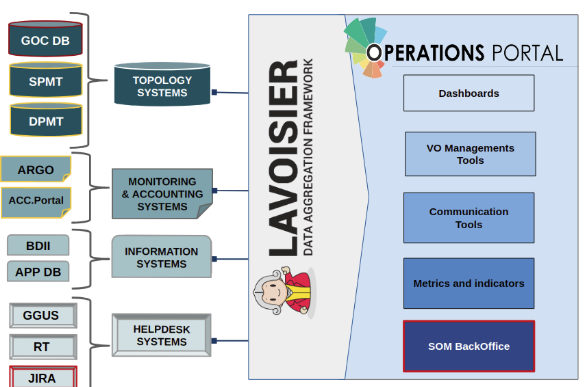 GOC DB
SPMT
DPMT
ARGO
ACC.Portal
BDII
APP DB
GGUS
RT
JIRA
TOPOLOGY
SYSTEMS
MONITORING
& ACCOUNTING
SYSTEMS
INFORMATION
SYSTEMS
HELPDESK
SYSTEMS
LAVOISIER
DATA AGGREGATION FRAMEWORK
OPERATIONS PORTAL
Dashboards
VO Managements
Tools
Communication
Tools
Metrics and indicators
SOM BackOffice